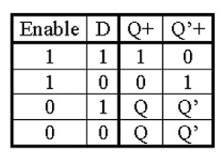 Enable D Q+ Q'+
1 1 1 0
1 0 0 1
0 1 Q Q'
0 0 Q Q'